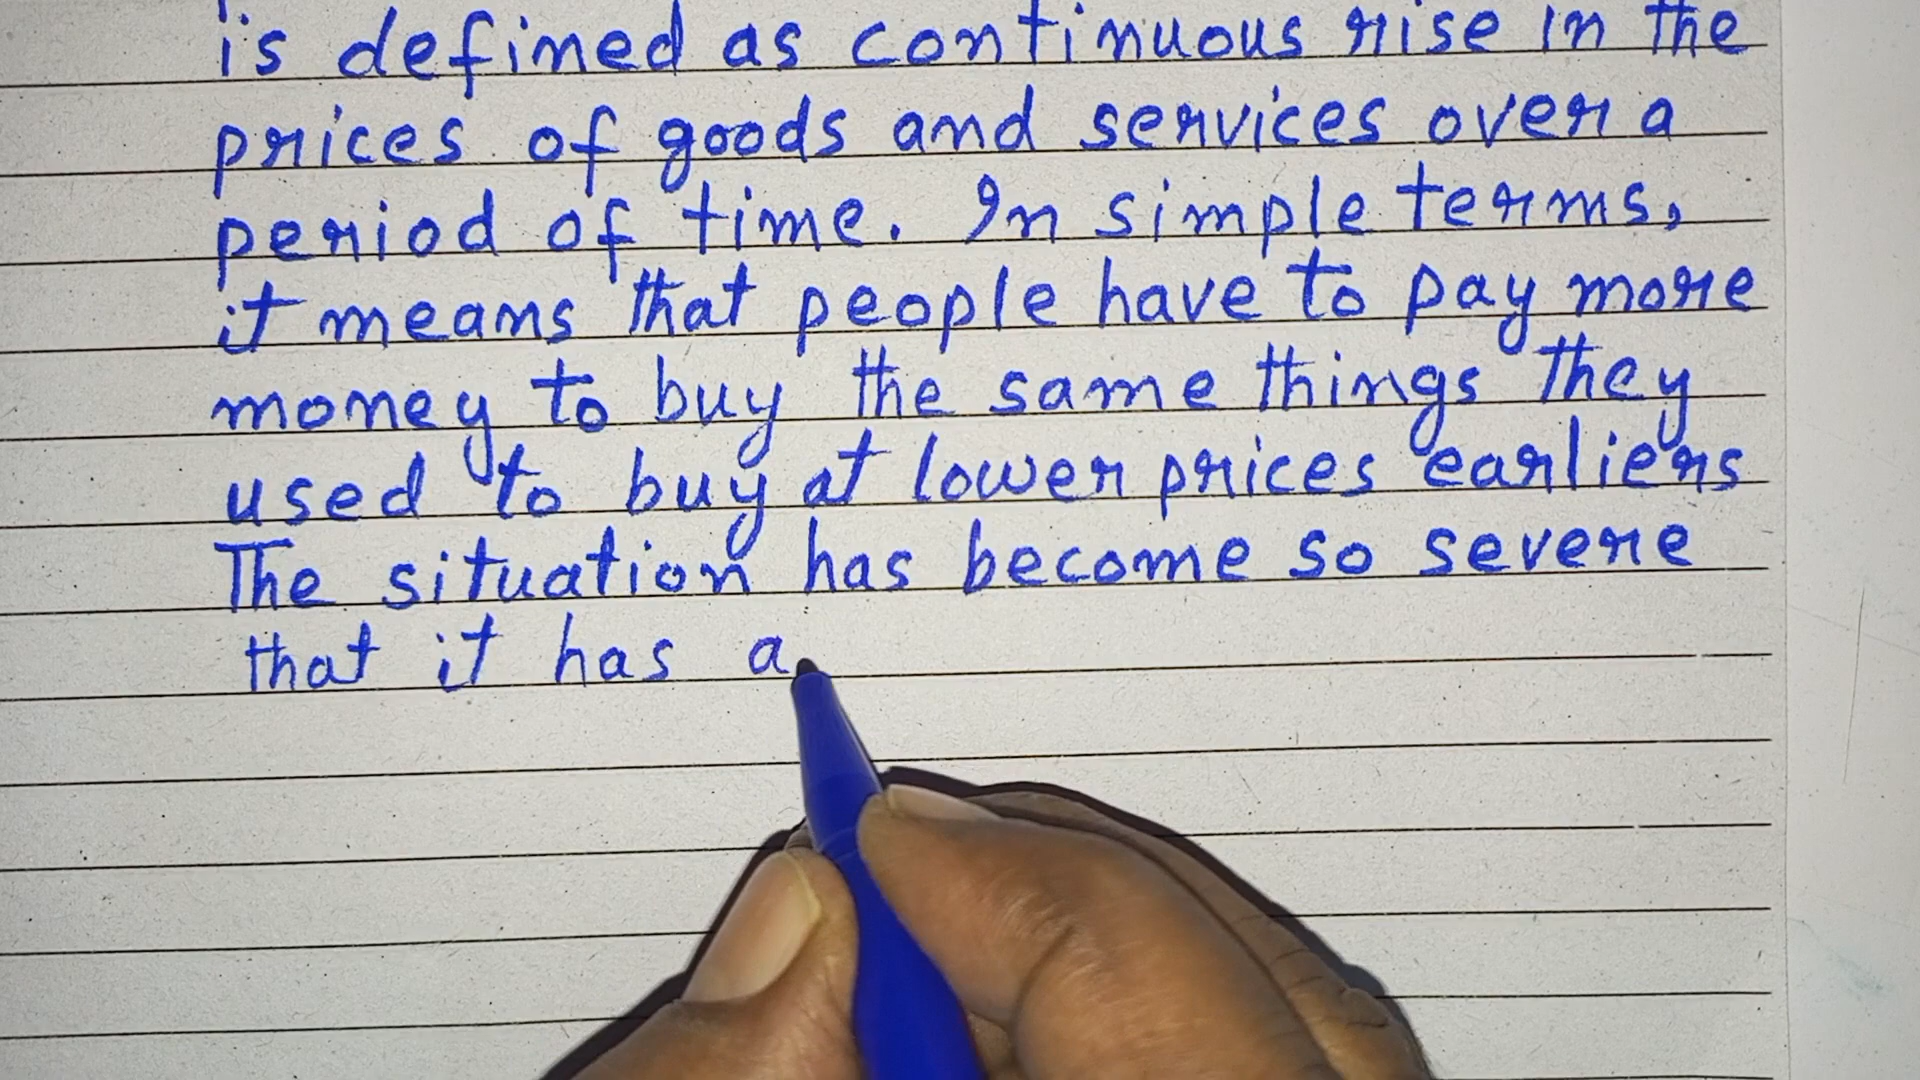 is defined as continuous rise in the
prices of goods and services over a
period of time. In simple terms,
it means that people have to pay more
money to buy the same things they
used to buy at lower prices earliers
The situation has become so severe
that it has a